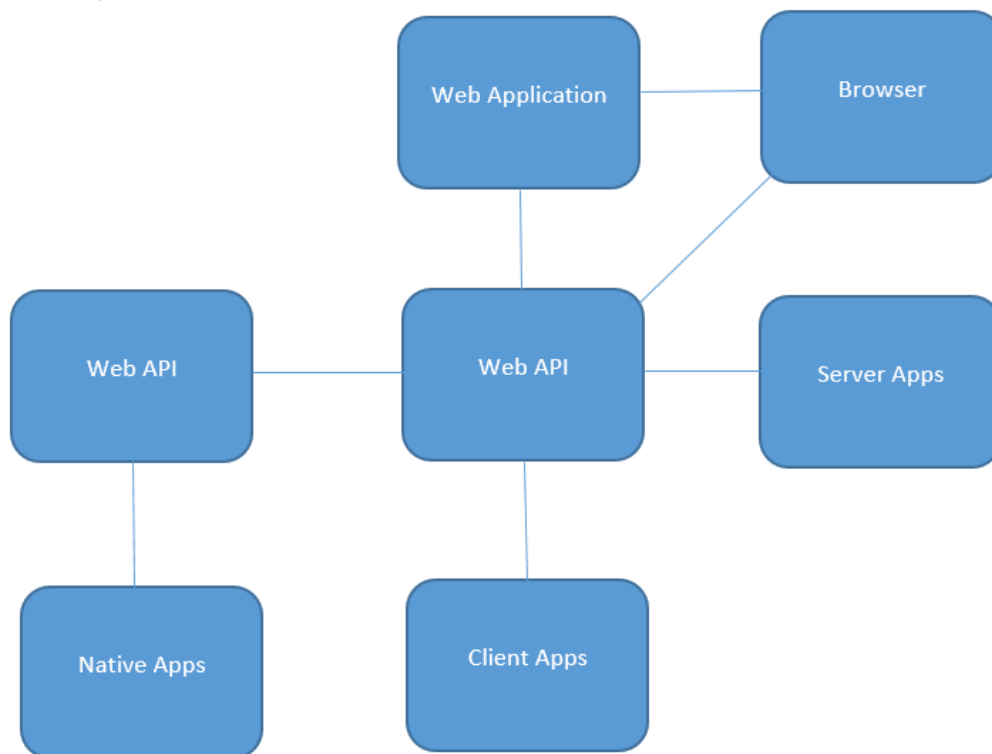 Web Application
Browser
Web API
Web API
Server Apps
Native Apps
Client Apps